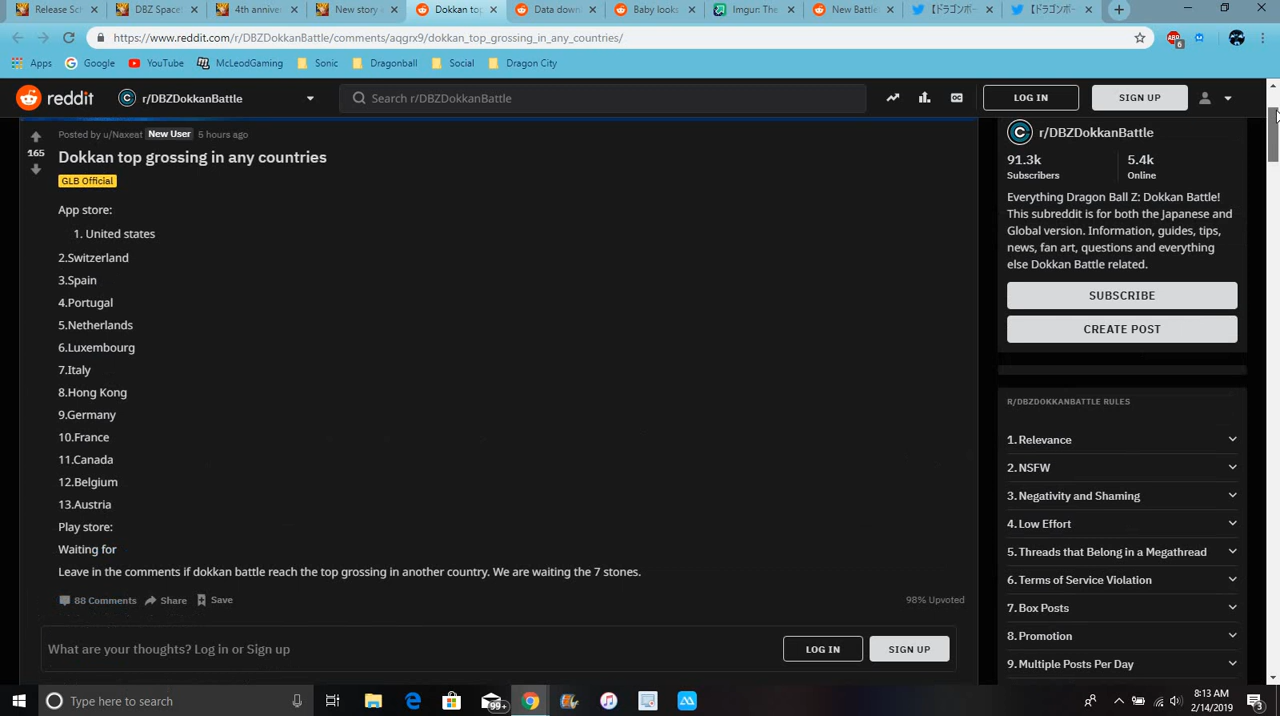 Release Sch
DBZ Space
4th anniver
New story e
Dokkan top
Data down
Baby looks
Imgur: The
New Battle
【ドラゴンボー
【ドラゴンボー
https://www.reddit.com/r/DBZDokkanBattle/comments/aqgrx9/dokkan_top_grossing_in_any_countries/
ABP
6
Apps
Google
YouTube
McLeodGaming
Sonic
Dragonball
Social
Dragon City
reddit
r/DBZDokkanBattle
Search r/DBZDokkanBattle
LOG IN
SIGN UP
Posted by u/Naxeat New User 5 hours ago
165
Dokkan top grossing in any countries
GLB Official
App store:
1. United states
2.Switzerland
3.Spain
4.Portugal
5.Netherlands
6.Luxembourg
7.Italy
8.Hong Kong
9.Germany
10.France
11.Canada
12.Belgium
13.Austria
Play store:
Waiting for
Leave in the comments if dokkan battle reach the top grossing in another country. We are waiting the 7 stones.
88 Comments Share Save 98% Upvoted
What are your thoughts? Log in or Sign up LOG IN SIGN UP
r/DBZDokkanBattle
91.3k 5.4k
Subscribers Online
Everything Dragon Ball Z: Dokkan Battle!
This subreddit is for both the Japanese and
Global version. Information, guides, tips,
news, fan art, questions and everything
else Dokkan Battle related.
SUBSCRIBE
CREATE POST
R/DBZDOKKANBATTLE RULES
1. Relevance
2. NSFW
3. Negativity and Shaming
4. Low Effort
5. Threads that Belong in a Megathread
6. Terms of Service Violation
7. Box Posts
8. Promotion
9. Multiple Posts Per Day
Type here to search
99+
8:13 AM
2/14/2019
3